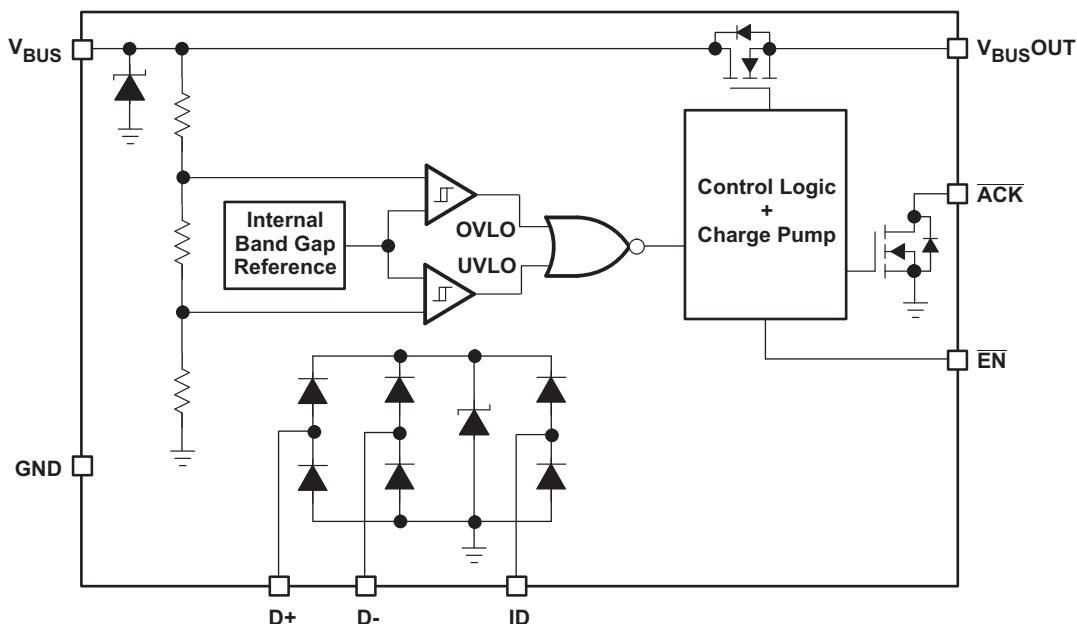 VBUS
VBUSOUT
Control Logic
+
Charge Pump
ACK
Internal
Band Gap
Reference
OVLO
UVLO
EN
GND
D+
D-
ID